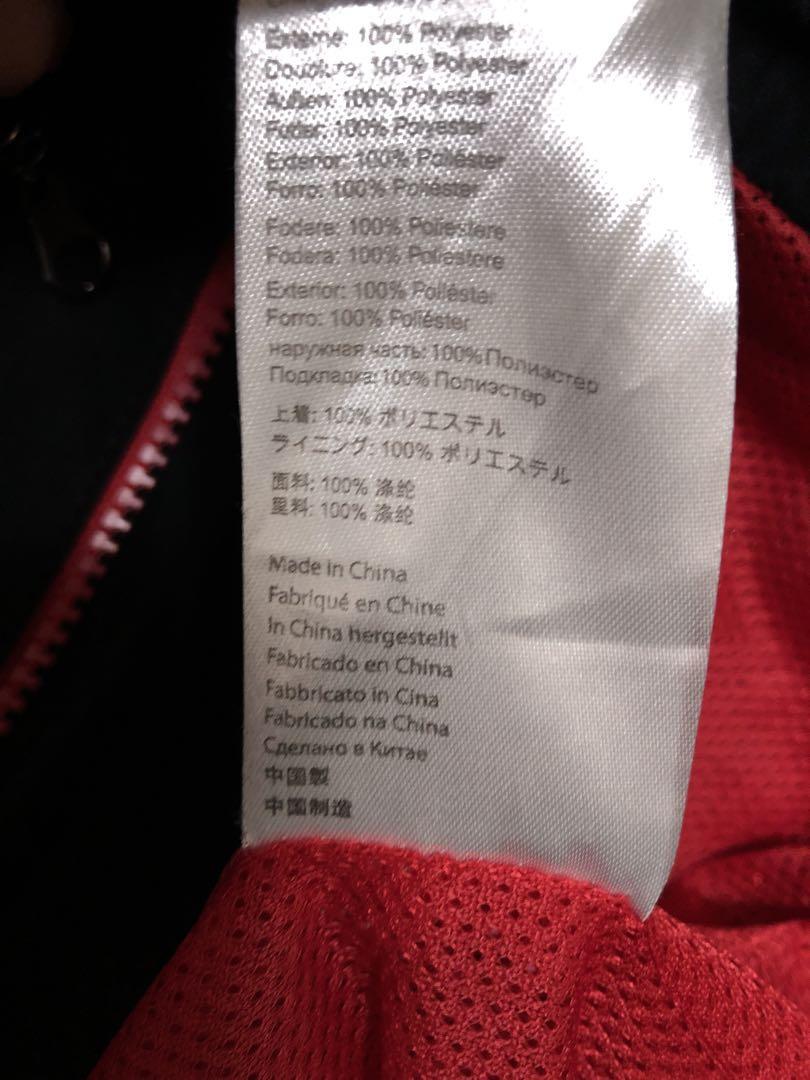 Externe: 100% Polyester
Doublure: 100% Polyester
Außen: 100% Polyester
Futter: 100% Polyester
Exterior: 100% Poliéster
Forro: 100% Poliéster
Fodere: 100% Poliestere
Fodera: 100% Poliestere
Exterior: 100% Poliéster
Forro: 100% Poliéster
наружная часть: 100% Полиэстер
Подкладка: 100% Полиэстер
上着: 100% ポリエステル
ライニング: 100% ポリエステル
面料: 100% 涤纶
里料: 100% 涤纶
Made in China
Fabriqué en Chine
In China hergestellt
Fabricado en China
Fabbricato in Cina
Fabricado na China
Сделано в Китае
中国製
中国制造